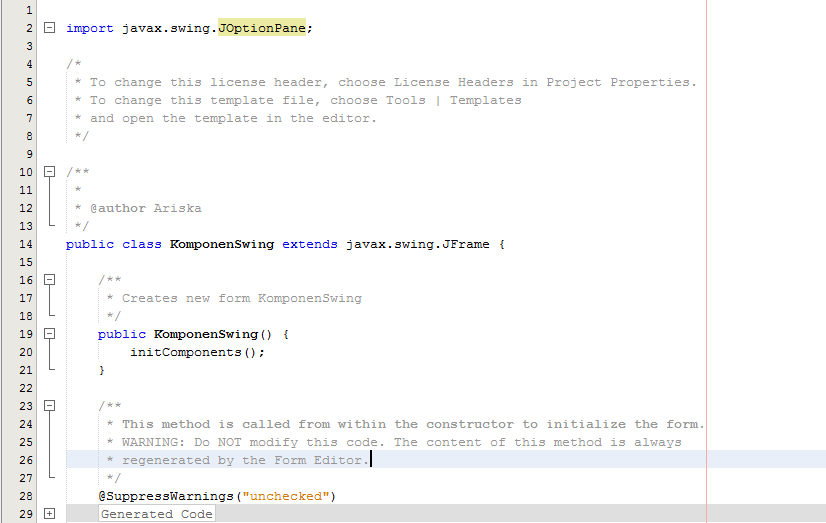 1
2 import javax.swing.JOptionPane;
3
4 /*
5 * To change this license header, choose License Headers in Project Properties.
6 * To change this template file, choose Tools | Templates
7 * and open the template in the editor.
8 */
9
10 /**
11 *
12 * @author Ariska
13 */
14 public class KomponenSwing extends javax.swing.JFrame {
15
16 /**
17 * Creates new form KomponenSwing
18 */
19 public KomponenSwing() {
20 initComponents();
21 }
22
23 /**
24 * This method is called from within the constructor to initialize the form.
25 * WARNING: Do NOT modify this code. The content of this method is always
26 * regenerated by the Form Editor.
27 */
28 @SuppressWarnings("unchecked")
29 Generated Code